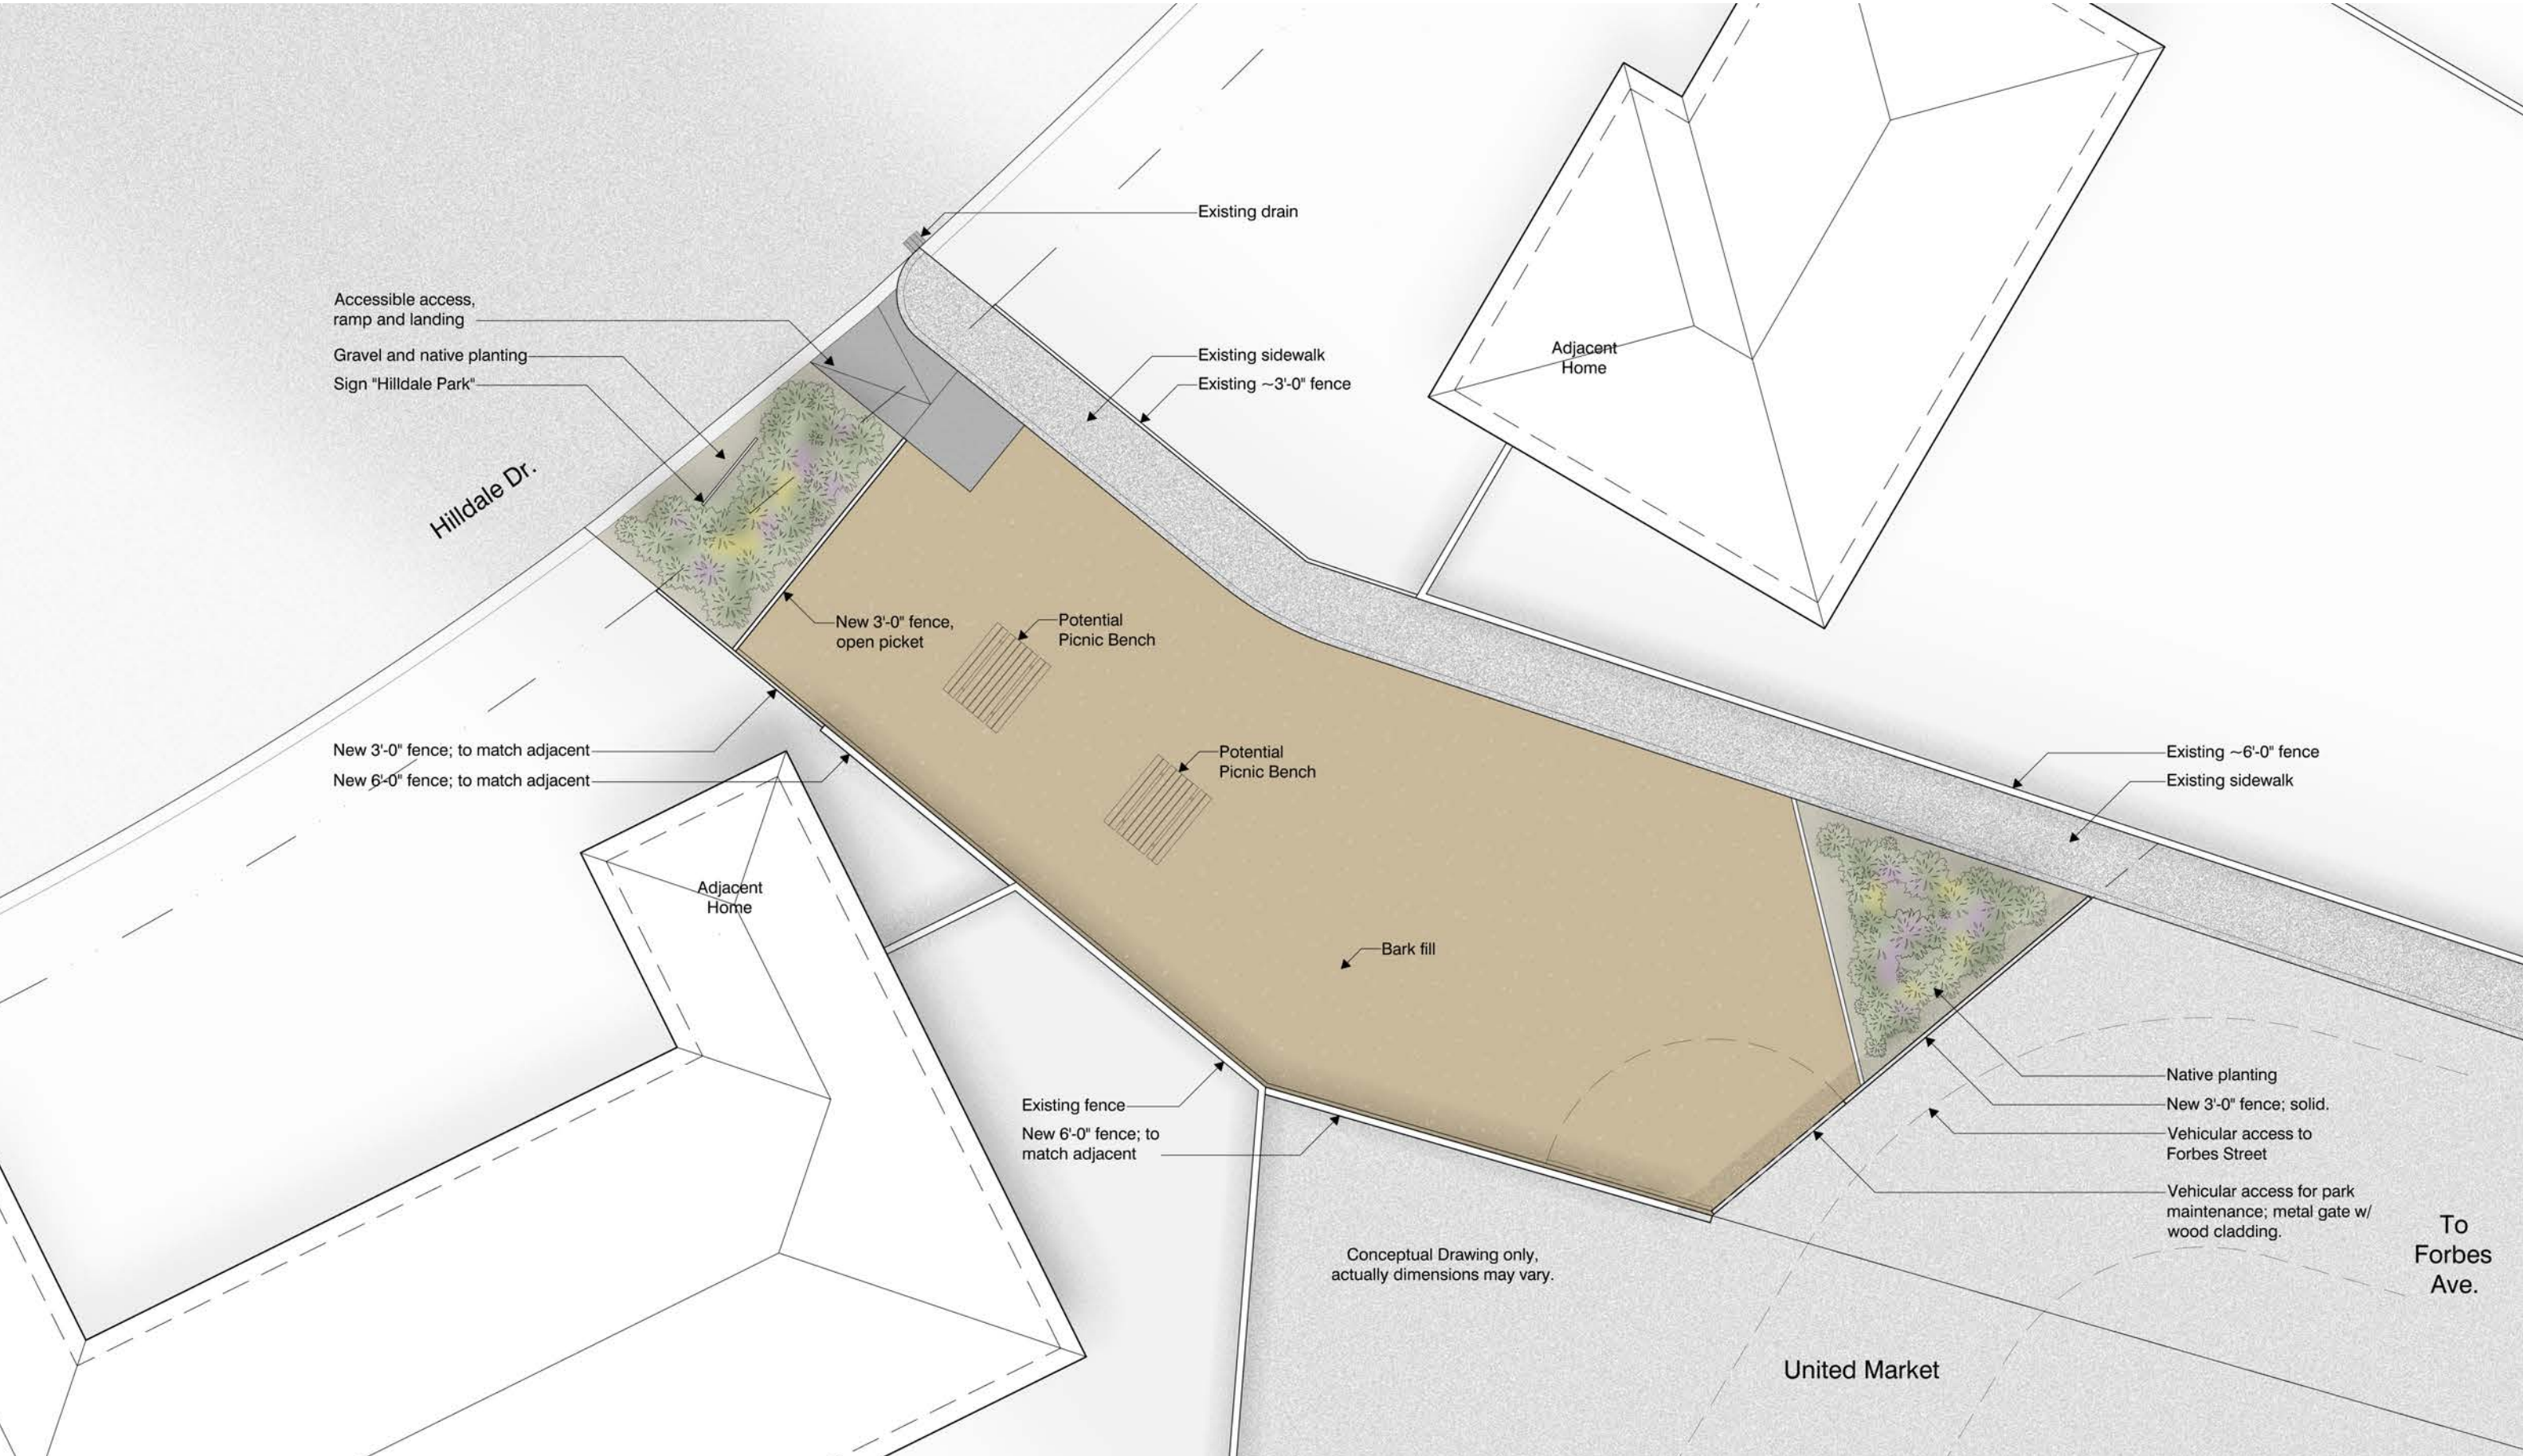 Existing drain
Accessible access,
ramp and landing
Gravel and native planting
Sign "Hilldale Park"
Existing sidewalk
Existing ~3'-0" fence
Adjacent
Home
Hilldale Dr.
New 3'-0" fence,
open picket
Potential
Picnic Bench
New 3'-0" fence; to match adjacent
New 6'-0" fence; to match adjacent
Potential
Picnic Bench
Existing ~6'-0" fence
Existing sidewalk
Adjacent
Home
Bark fill
Existing fence
New 6'-0" fence; to
match adjacent
Native planting
New 3'-0" fence; solid.
Vehicular access to
Forbes Street
Vehicular access for park
maintenance; metal gate w/
wood cladding.
To
Forbes
Ave.
Conceptual Drawing only,
actually dimensions may vary.
United Market